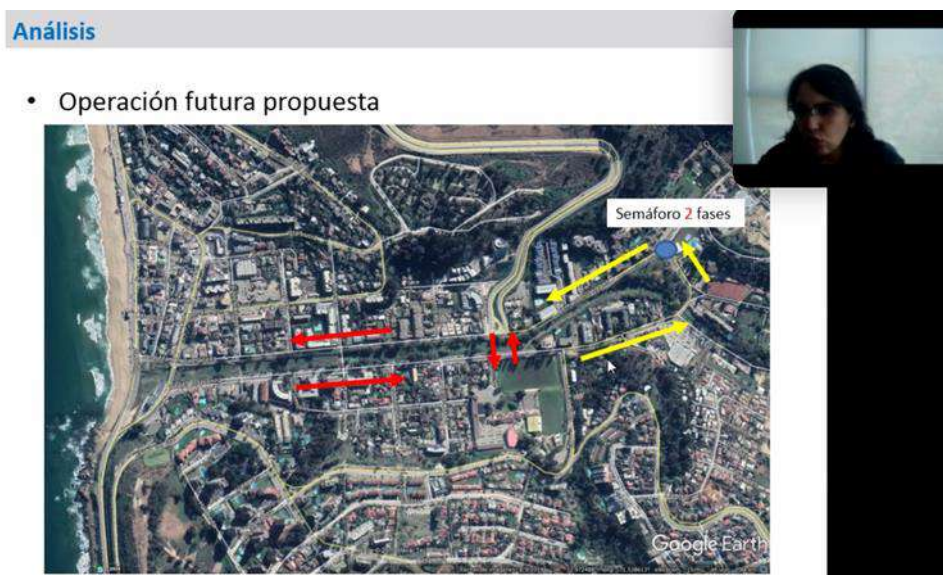 Análisis
• Operación futura propuesta
Semáforo 2 fases
Google Earth